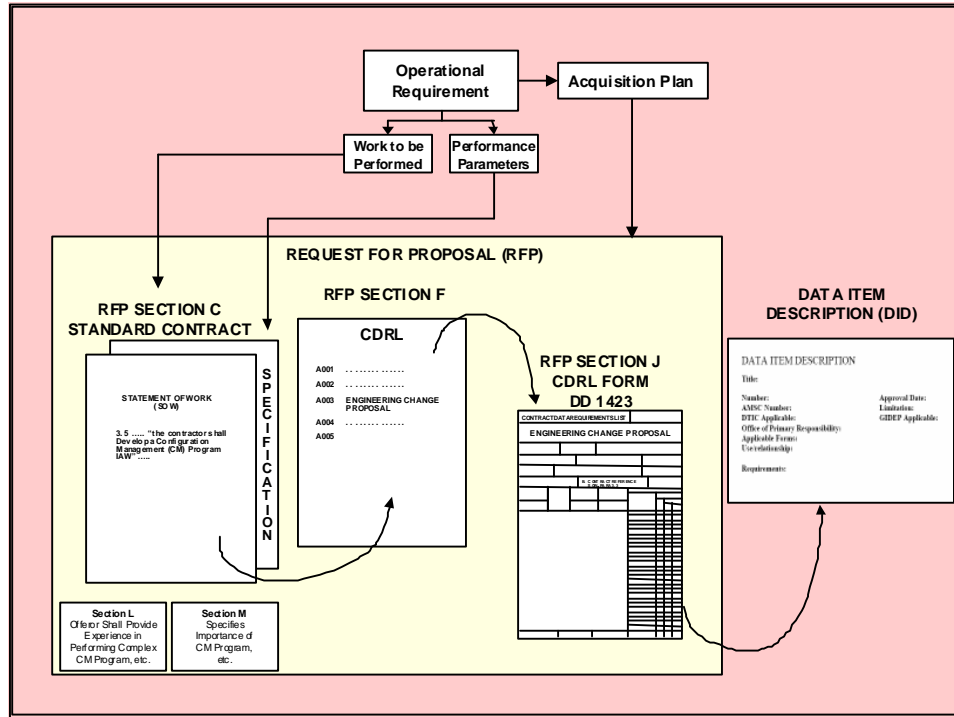 Operational
Requirement
Acquisition Plan
Work to be
Performed
Performance
Parameters
REQUEST FOR PROPOSAL (RFP)
RFP SECTION C
STANDARD CONTRACT
RFP SECTION F
DATA ITEM
DESCRIPTION (DID)
SPECIFICATION
STATEMENT OF WORK
(SOW)
3. 5 ..... “the contractor shall
Develop a Configuration
Management (CM) Program
IAW” .....
CDRL
A001 .. ....... ......
A002 .. ....... ......
A003 ENGINEERING CHANGE
PROPOSAL
A004 .. ....... ......
A005
RFP SECTION J
CDRL FORM
DD 1423
CONTRACT DATA REQUIREMENTS LIST
ENGINEERING CHANGE PROPOSAL
CONTRACT REFERENCE
DATA ITEM DESCRIPTION
Title:
Number: Approval Date:
AMSC Number: Limitation:
DTIC Applicable: GIDEP Applicable:
Office of Primary Responsibility:
Applicable Forms:
Use/relationship:
Requirements:
Section L
Offeror Shall Provide
Experience in
Performing Complex
CM Program, etc.
Section M
Specifies
Importance of
CM Program,
etc.